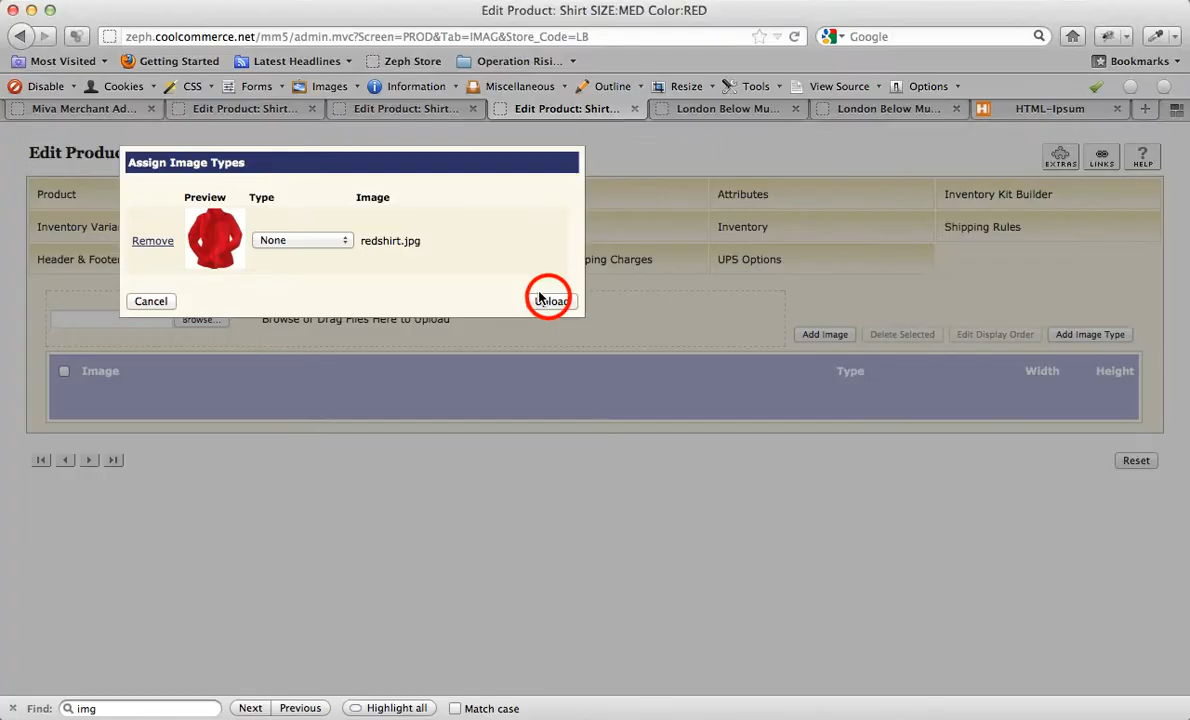 Edit Product: Shirt SIZE:MED Color:RED
zeph.coolcommerce.net/mm5/admin.mvc?Screen=PROD&Tab=IMAG&Store_Code=LB
Google
Most Visited
Getting Started
Latest Headlines
Zeph Store
Operation Risi...
Bookmarks
Disable
Cookies
CSS
Forms
Images
Information
Miscellaneous
Outline
Resize
Tools
View Source
Options
Miva Merchant Ad...
Edit Product: Shirt...
Edit Product: Shirt...
Edit Product: Shirt...
London Below Mu...
London Below Mu...
HTML-Ipsum
Edit Produc
EXTRAS
LINKS
HELP
Assign Image Types
Preview Type Image
Remove
None
redshirt.jpg
Cancel
Upload
Product
Attributes
Inventory Kit Builder
Inventory Varia
Inventory
Shipping Rules
Header & Foote
ping Charges
UPS Options
Browse...
Browse or Drag Files Here to Upload
Add Image
Delete Selected
Edit Display Order
Add Image Type
Image
Type
Width
Height
Reset
Find:
img
Next
Previous
Highlight all
Match case